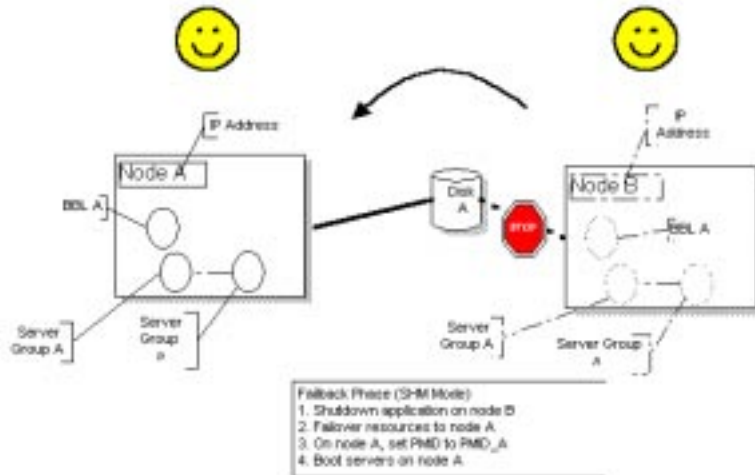 IP Address
IP
Address
Node A
Node B
Disk
A
STOP
BBL A
BBL A
Server
Group A
Server
Group
Server
Group A
Server Group
A
Failback Phase (SHM Mode)
1. Shutdown application on node B
2. Failover resources to node A
3. On node A, set PMID to PMID_A
4. Boot servers on node A